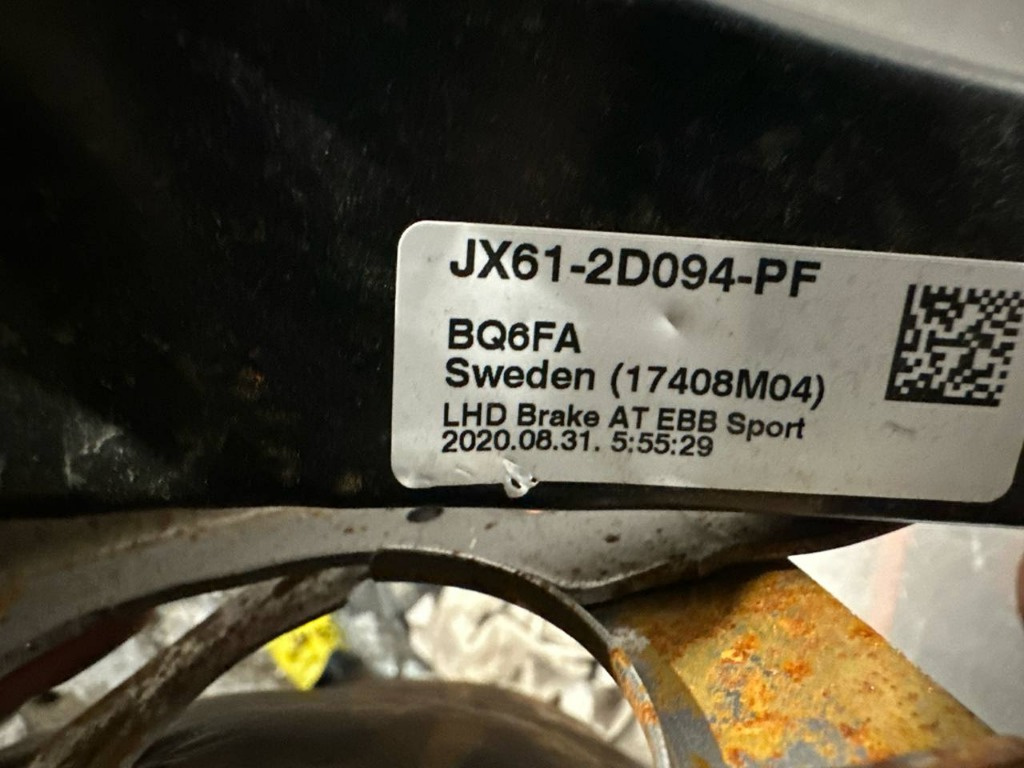 JX61-2D094-PF
BQ6FA
Sweden (17408M04)
LHD Brake AT EBB Sport
2020.08.31. 5:55:29